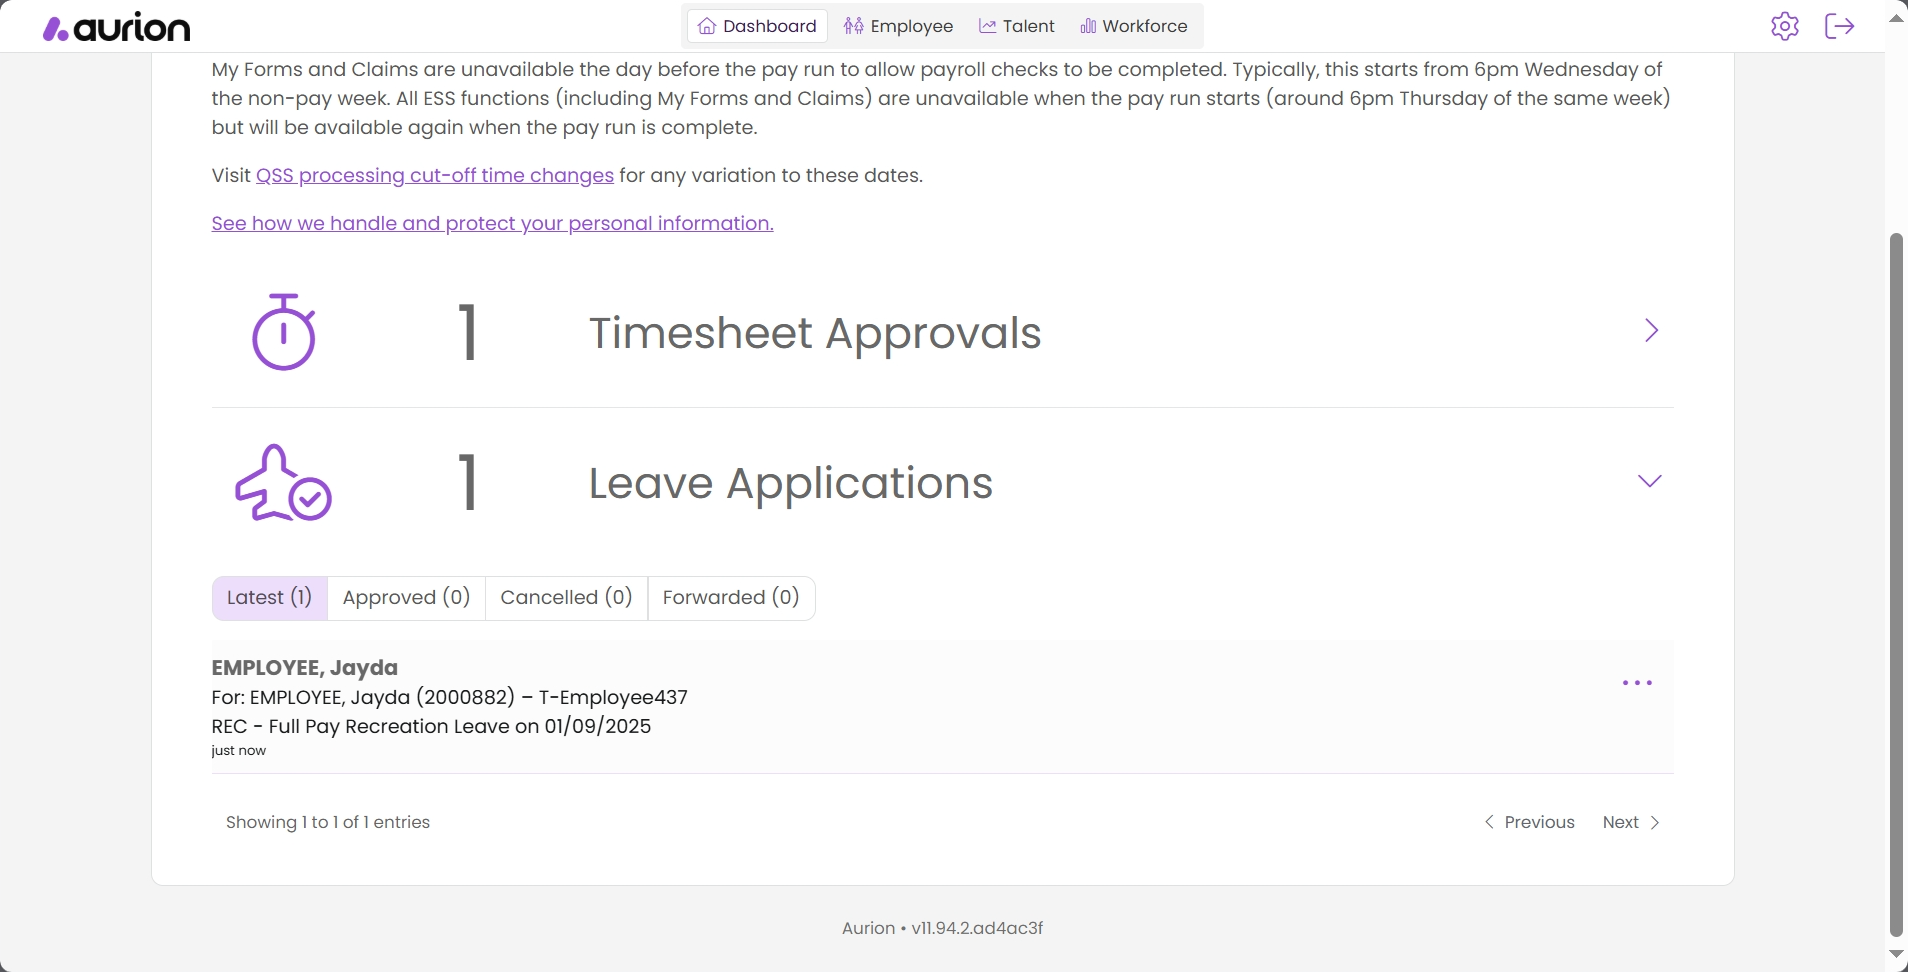 aurion
Dashboard
Employee
Talent
Workforce
My Forms and Claims are unavailable the day before the pay run to allow payroll checks to be completed. Typically, this starts from 6pm Wednesday of
the non-pay week. All ESS functions (including My Forms and Claims) are unavailable when the pay run starts (around 6pm Thursday of the same week)
but will be available again when the pay run is complete.
Visit QSS processing cut-off time changes for any variation to these dates.
See how we handle and protect your personal information.
1 Timesheet Approvals
1 Leave Applications
Latest (1)
Approved (0)
Cancelled (0)
Forwarded (0)
EMPLOYEE, Jayda
For: EMPLOYEE, Jayda (2000882) – T-Employee437
REC - Full Pay Recreation Leave on 01/09/2025
just now
Showing 1 to 1 of 1 entries
Previous
Next
Aurion • v11.94.2.ad4ac3f